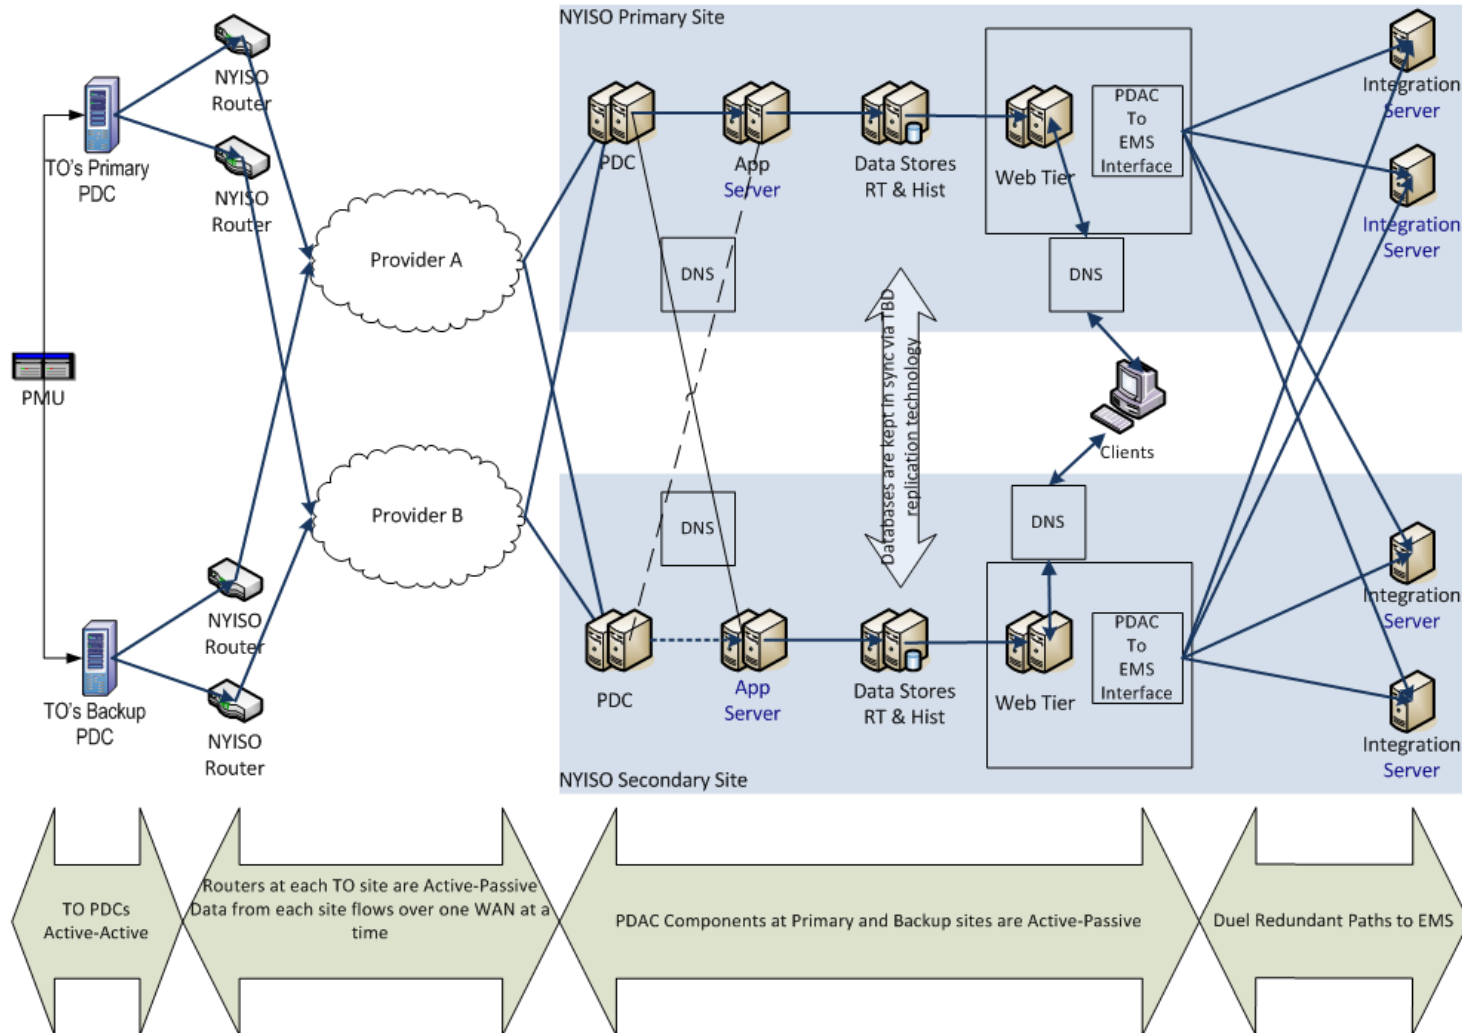 NYISO Primary Site
NYISO
Router
NYISO
Router
TO's Primary
PDC
PMU
NYISO
Router
TO's Backup
PDC
NYISO
Router
Provider A
Provider B
PDC
App
Server
Data Stores
RT & Hist
Web Tier
PDAC
To
EMS
Interface
DNS
DNS
Integration
Server
Integration
Server
Databases are kept in sync via TBD
replication technology
Clients
DNS
DNS
PDC
App
Server
Data Stores
RT & Hist
Web Tier
PDAC
To
EMS
Interface
Integration
Server
Integration
Server
NYISO Secondary Site
TO PDCs
Active-Active
Routers at each TO site are Active-Passive
Data from each site flows over one WAN at a
time
PDAC Components at Primary and Backup sites are Active-Passive
Duel Redundant Paths to EMS